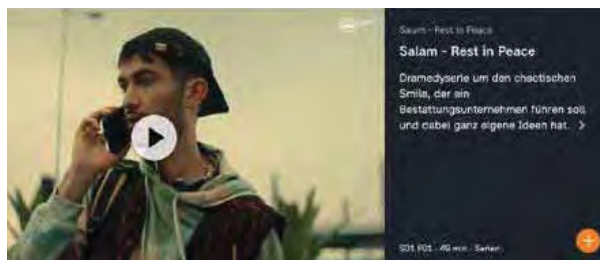 Salam - Rest in Peace
Salam - Rest in Peace
Dramedyserie um den chaotischen
Smile, der ein
Bestattungsunternehmen führen soll
und dabei ganz eigene Ideen hat. >
S01 F01 · 49 min · Serien